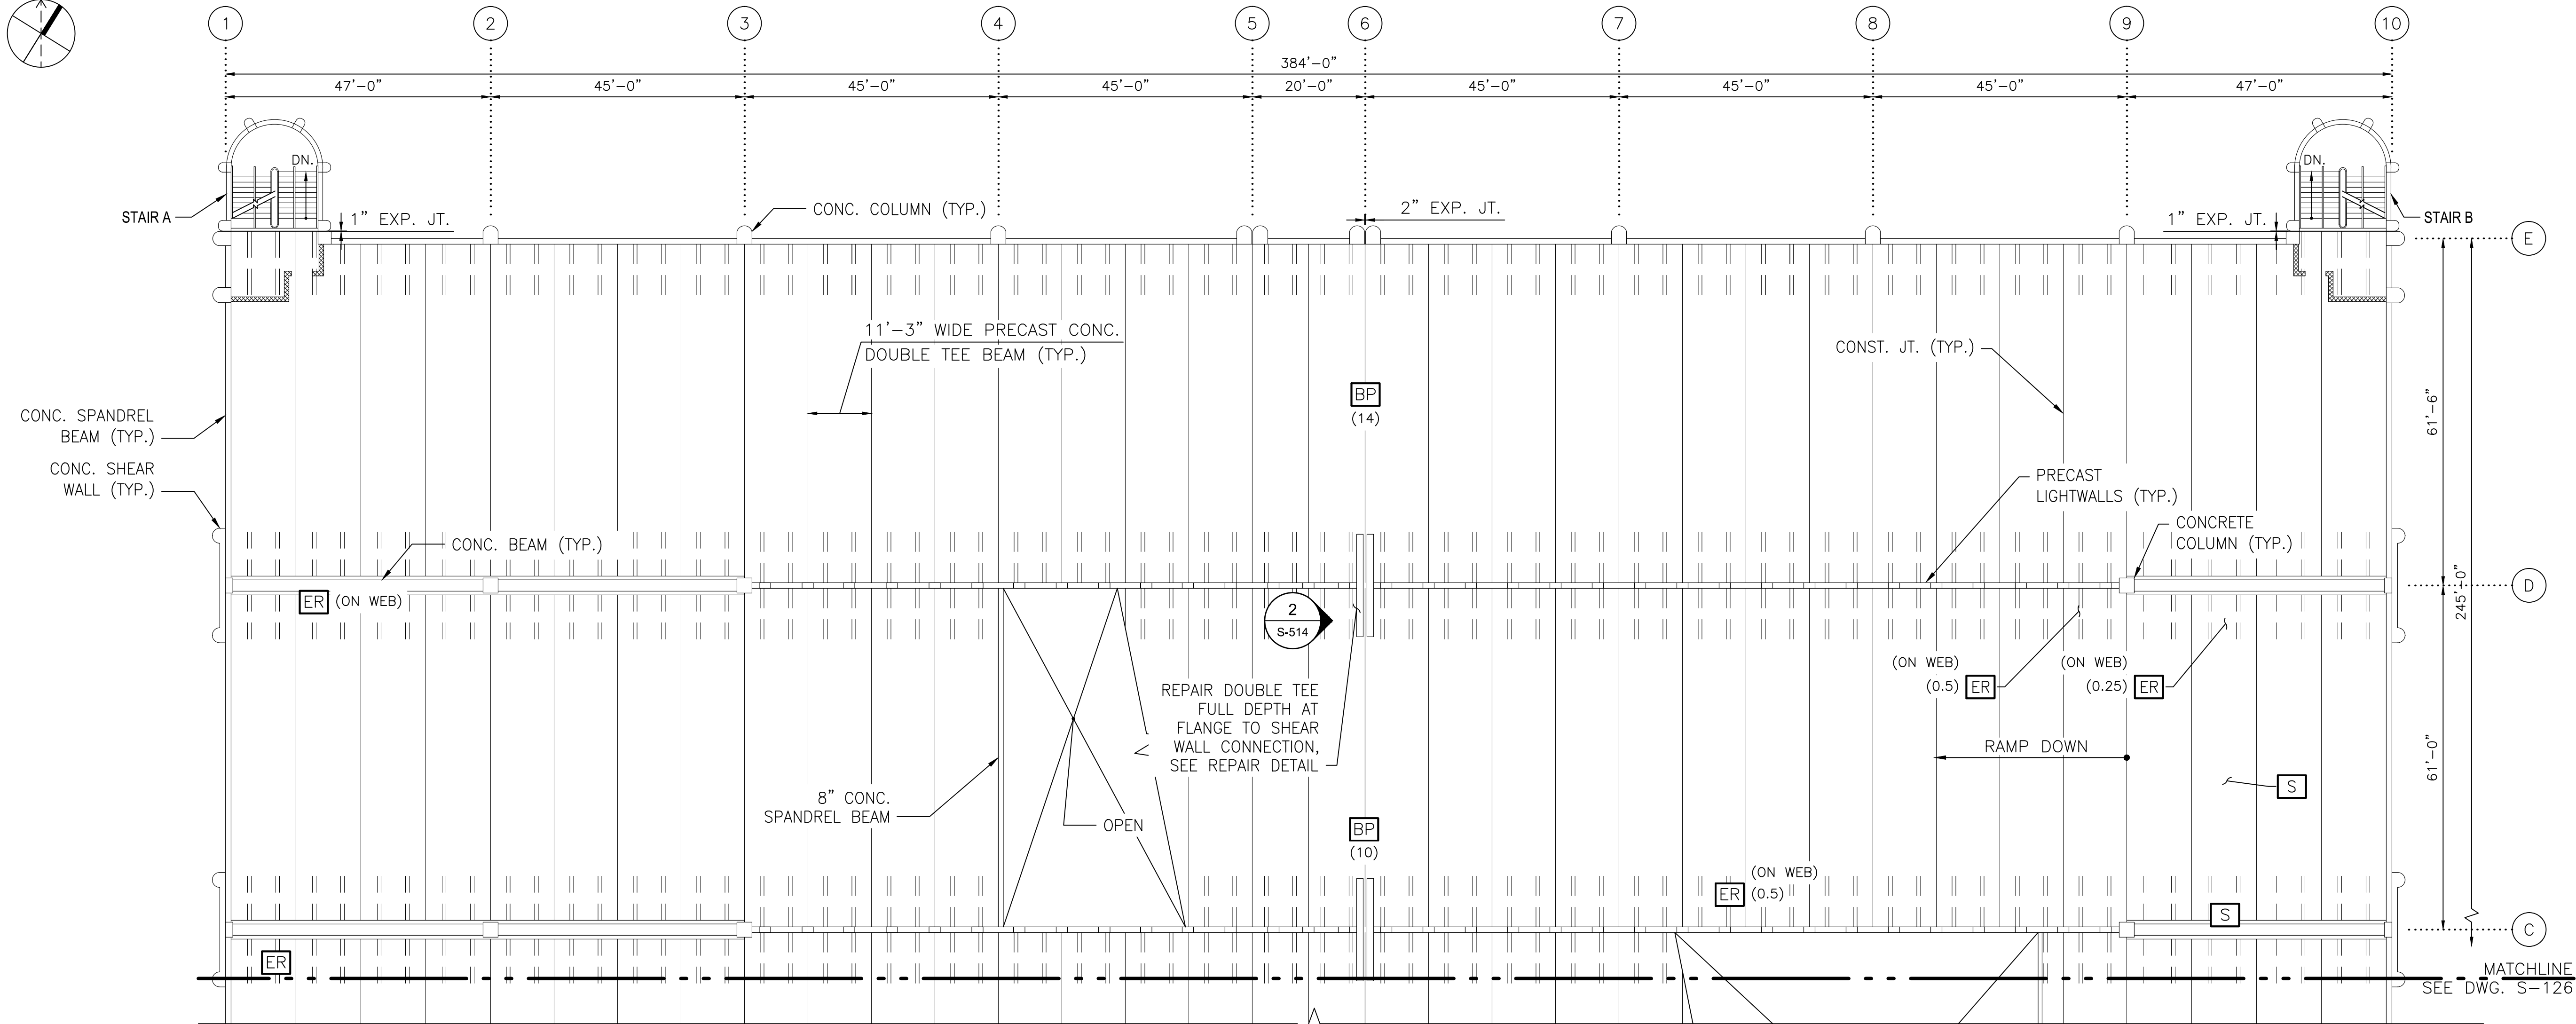 1 2 3 4 5 6 7 8 9 10
384'-0"
47'-0" 45'-0" 45'-0" 45'-0" 20'-0" 45'-0" 45'-0" 45'-0" 47'-0"
DN.
DN.
STAIR A
1" EXP. JT.
CONC. COLUMN (TYP.)
2" EXP. JT.
1" EXP. JT.
STAIR B
E
11'-3" WIDE PRECAST CONC.
DOUBLE TEE BEAM (TYP.)
CONST. JT. (TYP.)
BP
(14)
CONC. SPANDREL
BEAM (TYP.)
61'-6"
CONC. SHEAR
WALL (TYP.)
PRECAST
LIGHTWALLS (TYP.)
CONC. BEAM (TYP.)
CONCRETE
COLUMN (TYP.)
D
245'-0"
ER (ON WEB)
2
S-514
(ON WEB)
(0.5) ER
(ON WEB)
(0.25) ER
REPAIR DOUBLE TEE
FULL DEPTH AT
FLANGE TO SHEAR
WALL CONNECTION,
SEE REPAIR DETAIL
RAMP DOWN
61'-0"
S
8" CONC.
SPANDREL BEAM
OPEN
BP
(10)
(ON WEB)
ER (0.5)
S
C
ER
MATCHLINE
SEE DWG. S-126